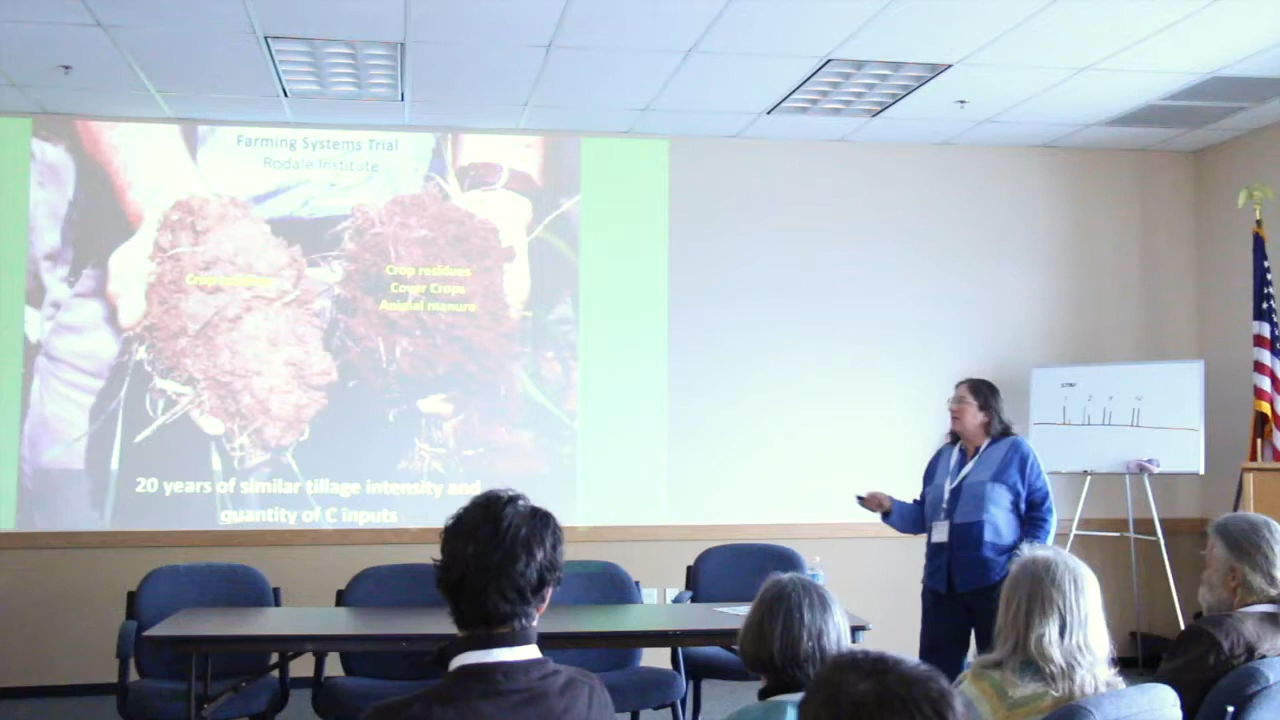 Farming Systems Trial
Rodale Institute
Crop residues
Crop residues
Cover Crops
Animal manure
20 years of similar tillage intensity and
quantity of C inputs